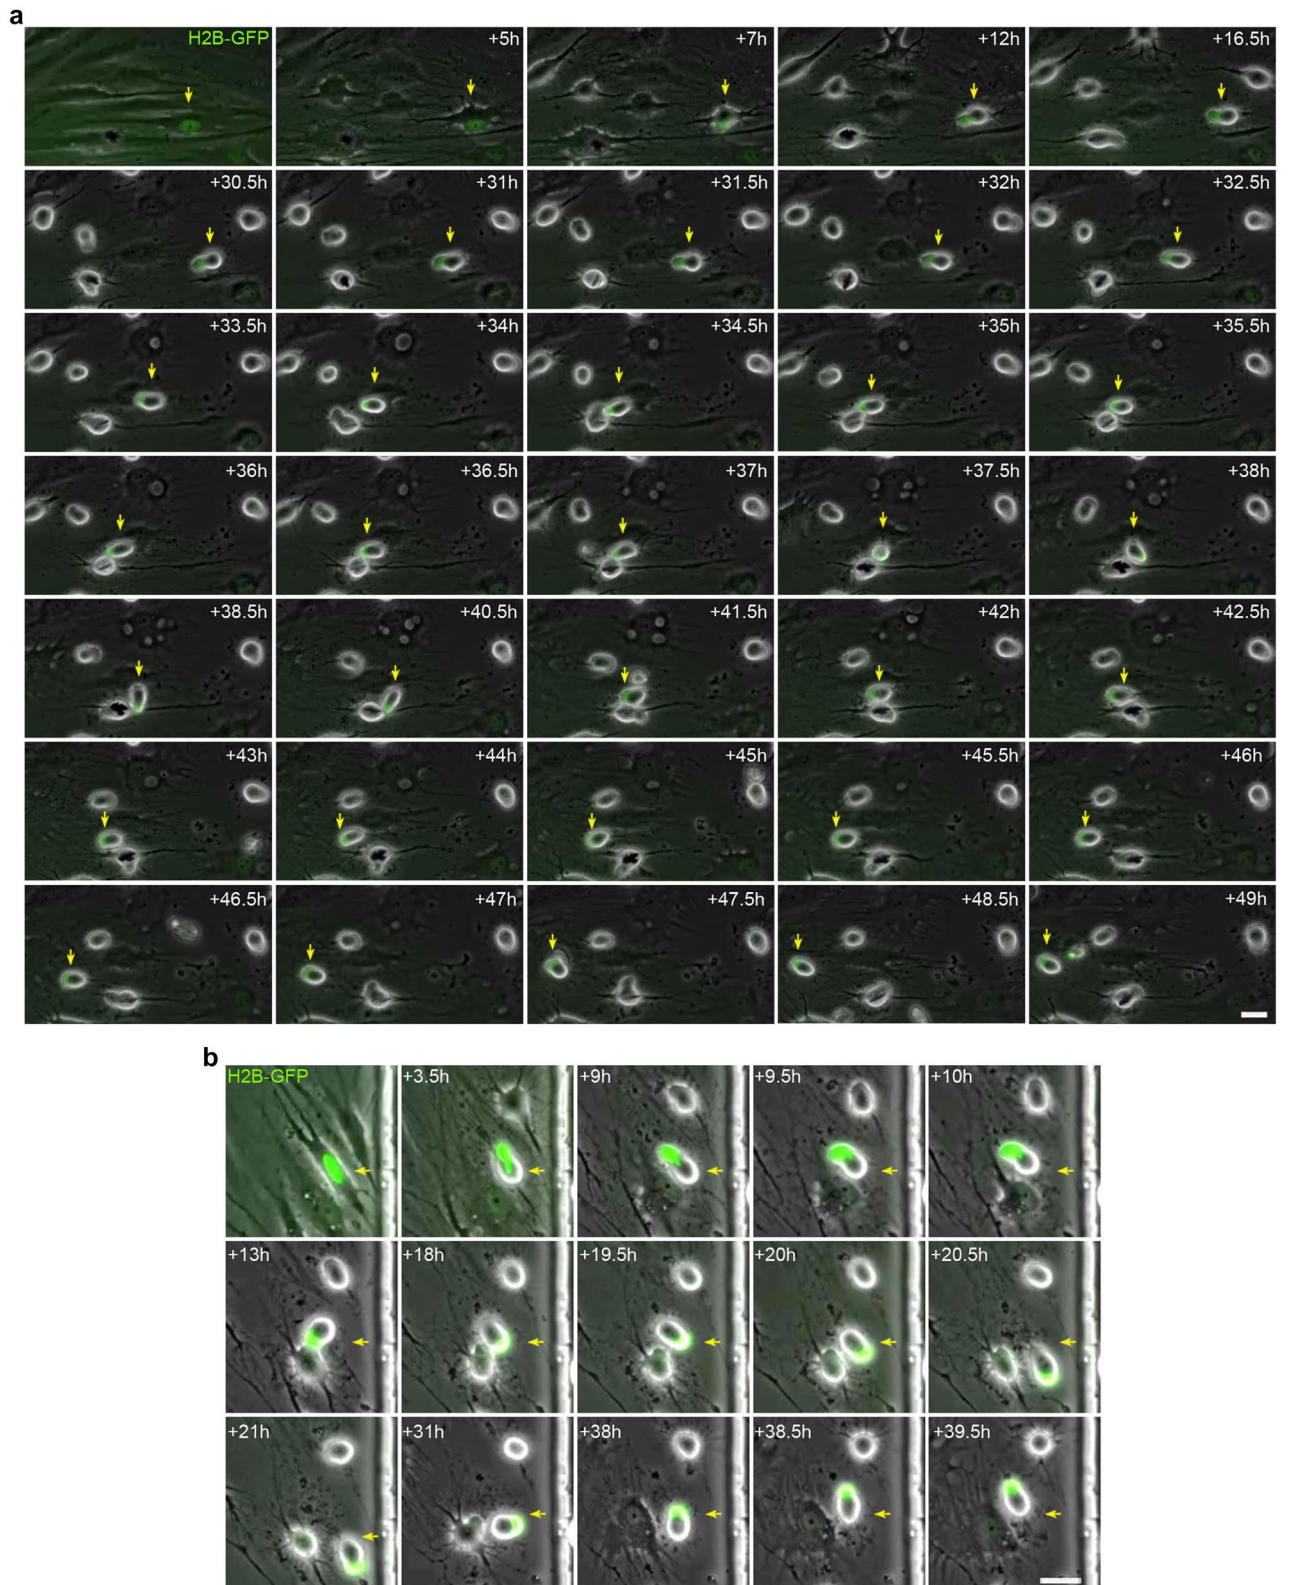 a
H2B-GFP +5h +7h +12h +16.5h
+30.5h +31h +31.5h +32h +32.5h
+33.5h +34h +34.5h +35h +35.5h
+36h +36.5h +37h +37.5h +38h
+38.5h +40.5h +41.5h +42h +42.5h
+43h +44h +45h +45.5h +46h
+46.5h +47h +47.5h +48.5h +49h
b
H2B-GFP +3.5h +9h +9.5h +10h
+13h +18h +19.5h +20h +20.5h
+21h +31h +38h +38.5h +39.5h